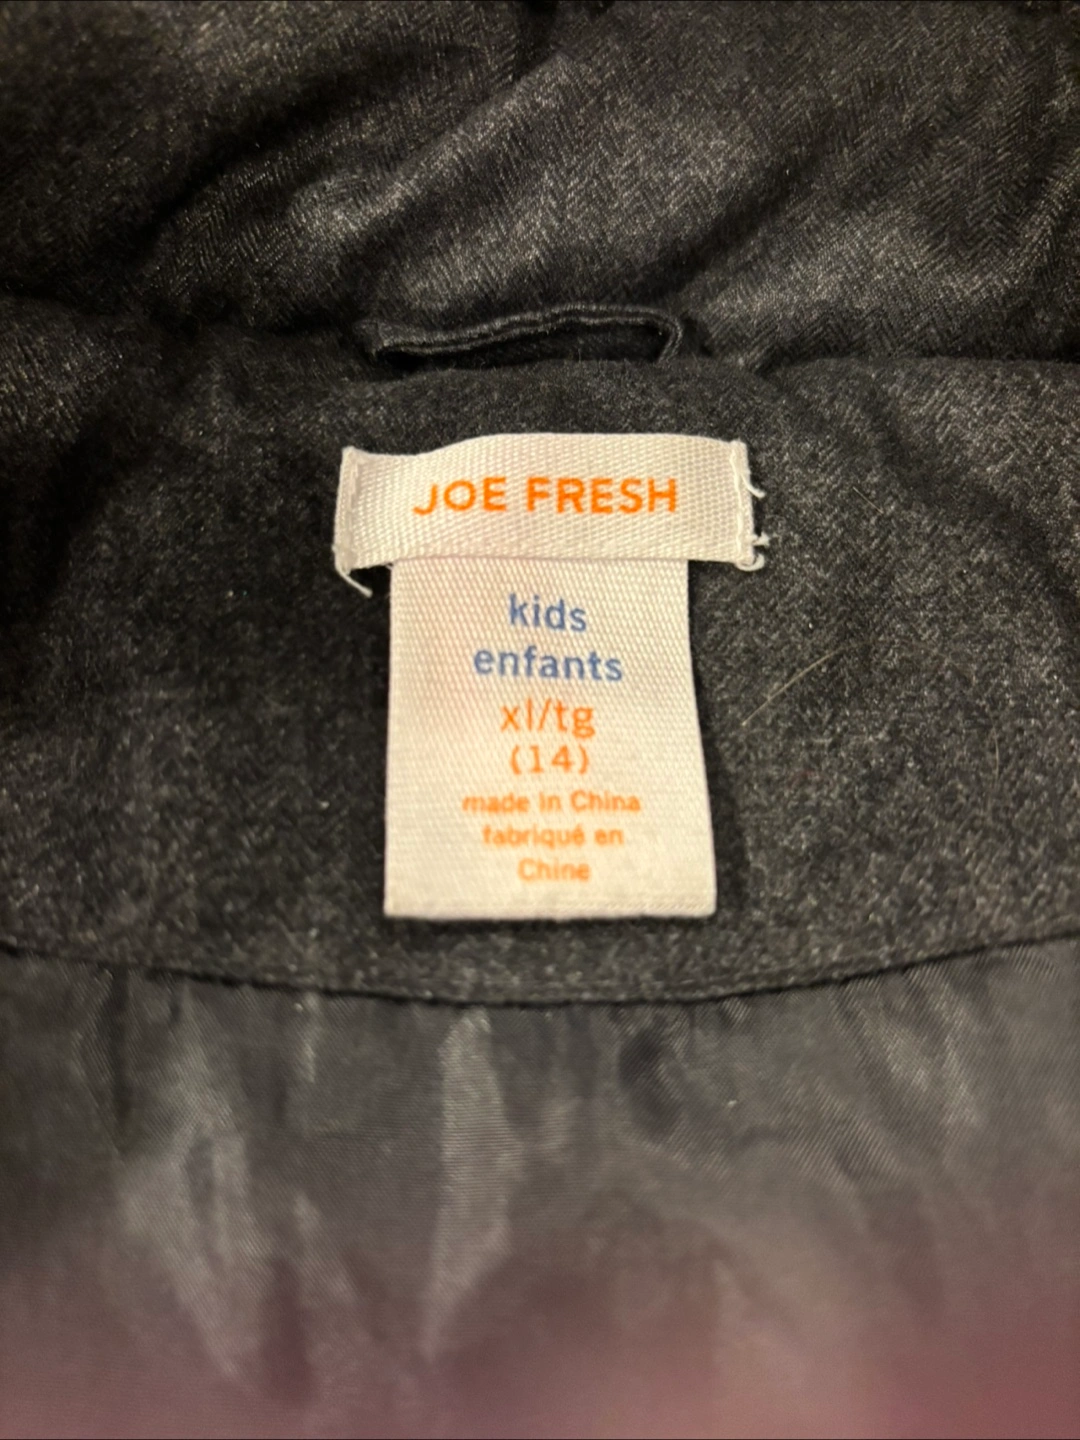 JOE FRESH
kids
enfants
xl/tg
(14)
made in China
fabriqué en
Chine